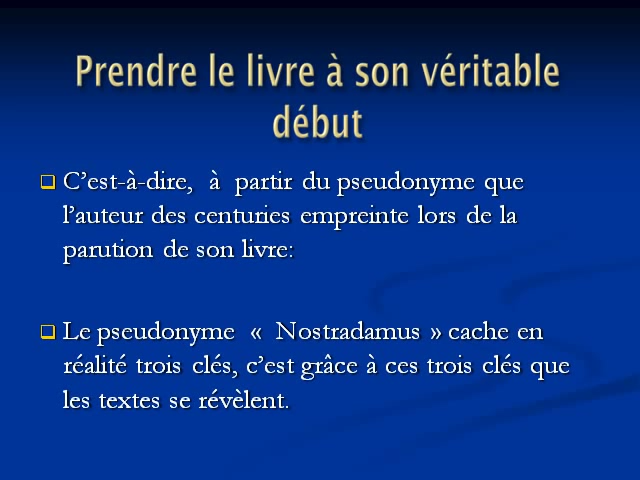 Prendre le livre à son véritable
début
C’est-à-dire, à partir du pseudonyme que
l’auteur des centuries empreinte lors de la
parution de son livre:
Le pseudonyme « Nostradamus » cache en
réalité trois clés, c’est grâce à ces trois clés que
les textes se révèlent.